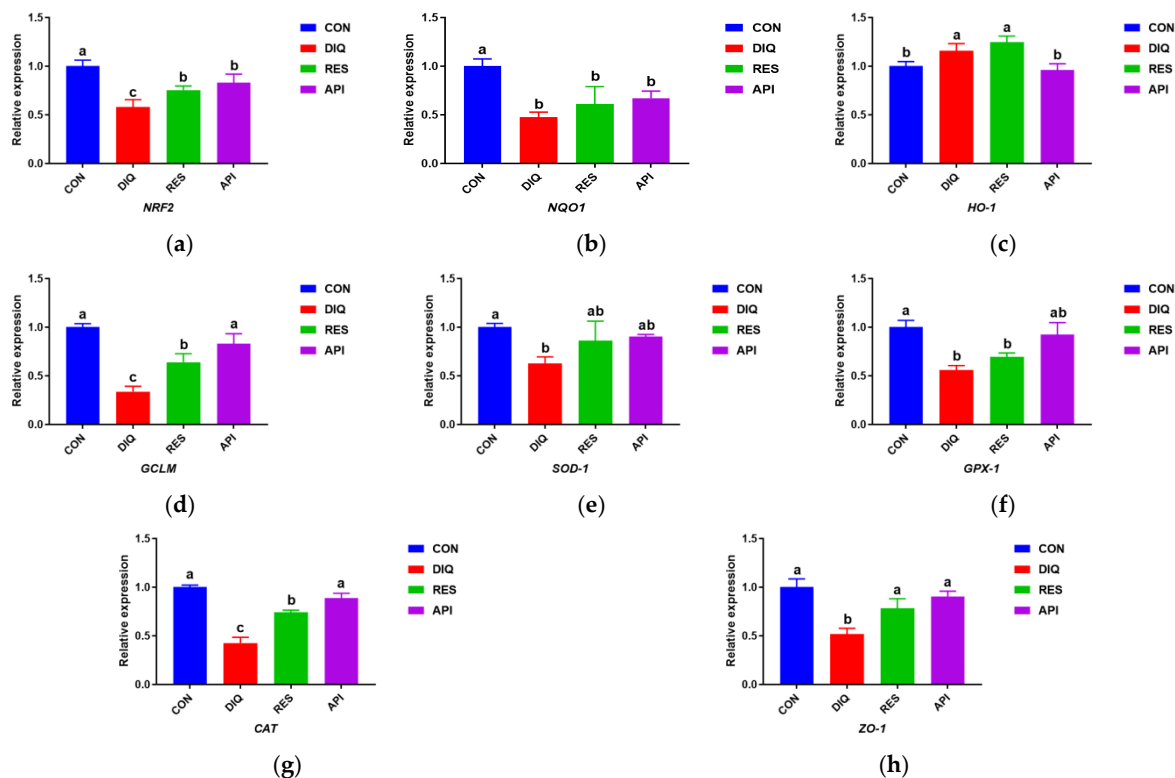 1.5
1.0
0.5
0.0
Relative expression
a
c
b
b
CON
DIQ
RES
API
NRF2
CON
DIQ
RES
API
(a)
1.5
1.0
0.5
0.0
Relative expression
a
b
b
b
CON
DIQ
RES
API
NQO1
CON
DIQ
RES
API
(b)
1.5
1.0
0.5
0.0
Relative expression
b
a
a
b
CON
DIQ
RES
API
HO-1
CON
DIQ
RES
API
(c)
1.5
1.0
0.5
0.0
Relative expression
a
c
b
a
CON
DIQ
RES
API
GCLM
CON
DIQ
RES
API
(d)
1.5
1.0
0.5
0.0
Relative expression
a
b
ab
ab
CON
DIQ
RES
API
SOD-1
CON
DIQ
RES
API
(e)
1.5
1.0
0.5
0.0
Relative expression
a
b
b
a
CON
DIQ
RES
API
GPX-1
CON
DIQ
RES
API
(f)
1.5
1.0
0.5
0.0
Relative expression
a
c
b
a
CON
DIQ
RES
API
CAT
CON
DIQ
RES
API
(g)
1.5
1.0
0.5
0.0
Relative expression
a
b
a
a
CON
DIQ
RES
API
ZO-1
CON
DIQ
RES
API
(h)